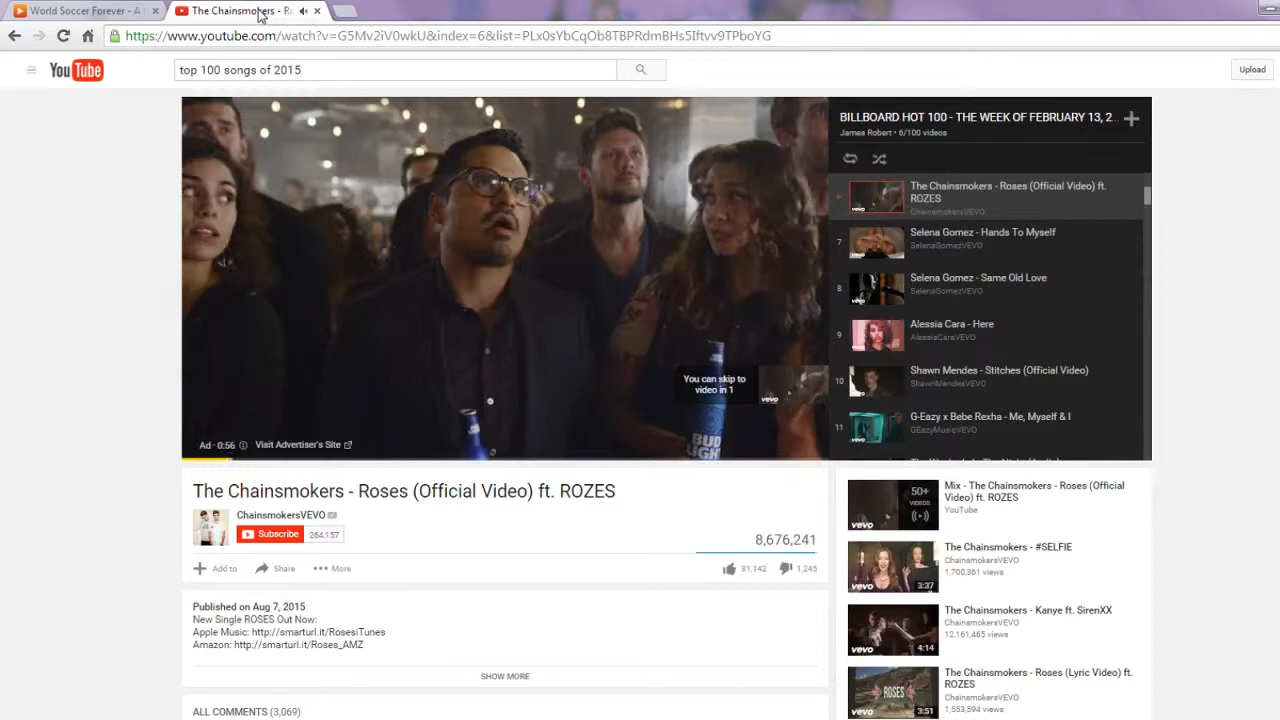 World Soccer Forever - A
The Chainsmokers - Ro
https://www.youtube.com/watch?v=G5Mv2iV0wkU&index=6&list=PLx0sYbCqOb8TBPRdmBHs5Iftvv9TPboYG
YouTube
top 100 songs of 2015
Upload
BILLBOARD HOT 100 - THE WEEK OF FEBRUARY 13, 2...
James Robert • 6/100 videos
The Chainsmokers - Roses (Official Video) ft.
ROZES
ChainsmokersVEVO
7
Selena Gomez - Hands To Myself
SelenaGomezVEVO
8
Selena Gomez - Same Old Love
SelenaGomezVEVO
9
Alessia Cara - Here
AlessiaCaraVEVO
10
Shawn Mendes - Stitches (Official Video)
ShawnMendesVEVO
11
G-Eazy x Bebe Rexha - Me, Myself & I
GEazyMusicVEVO
You can skip to
video in 1
vevo
BUD
LIGH
Ad · 0:56
Visit Advertiser's Site
The Chainsmokers - Roses (Official Video) ft. ROZES
ChainsmokersVEVO
Subscribe
264,157
8,676,241
Add to
Share
More
81,142
1,245
Published on Aug 7, 2015
New Single ROSES Out Now:
Apple Music: http://smarturl.it/RosesiTunes
Amazon: http://smarturl.it/Roses_AMZ
SHOW MORE
ALL COMMENTS (3,069)
50+
VIDEOS
vevo
Mix - The Chainsmokers - Roses (Official
Video) ft. ROZES
YouTube
vevo
3:37
The Chainsmokers - #SELFIE
ChainsmokersVEVO
1,700,361 views
vevo
4:14
The Chainsmokers - Kanye ft. SirenXX
ChainsmokersVEVO
12,161,465 views
ROSES
vevo
3:51
The Chainsmokers - Roses (Lyric Video) ft.
ROZES
ChainsmokersVEVO
1,553,594 views